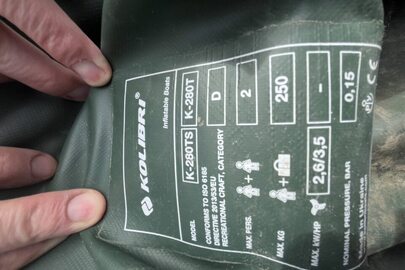 KOLIBRI Inflatable Boats
MODEL K-280TS K-280T
CONFORMS TO ISO 6185
DIRECTIVE 2013/53/EU
RECREATIONAL CRAFT, CATEGORY D
MAX. PERS. 2
MAX. KG + 250
MAX. KW/HP 2,6/3,5 -
NOMINAL PRESSURE, BAR 0,15
Made in Ukraine CE